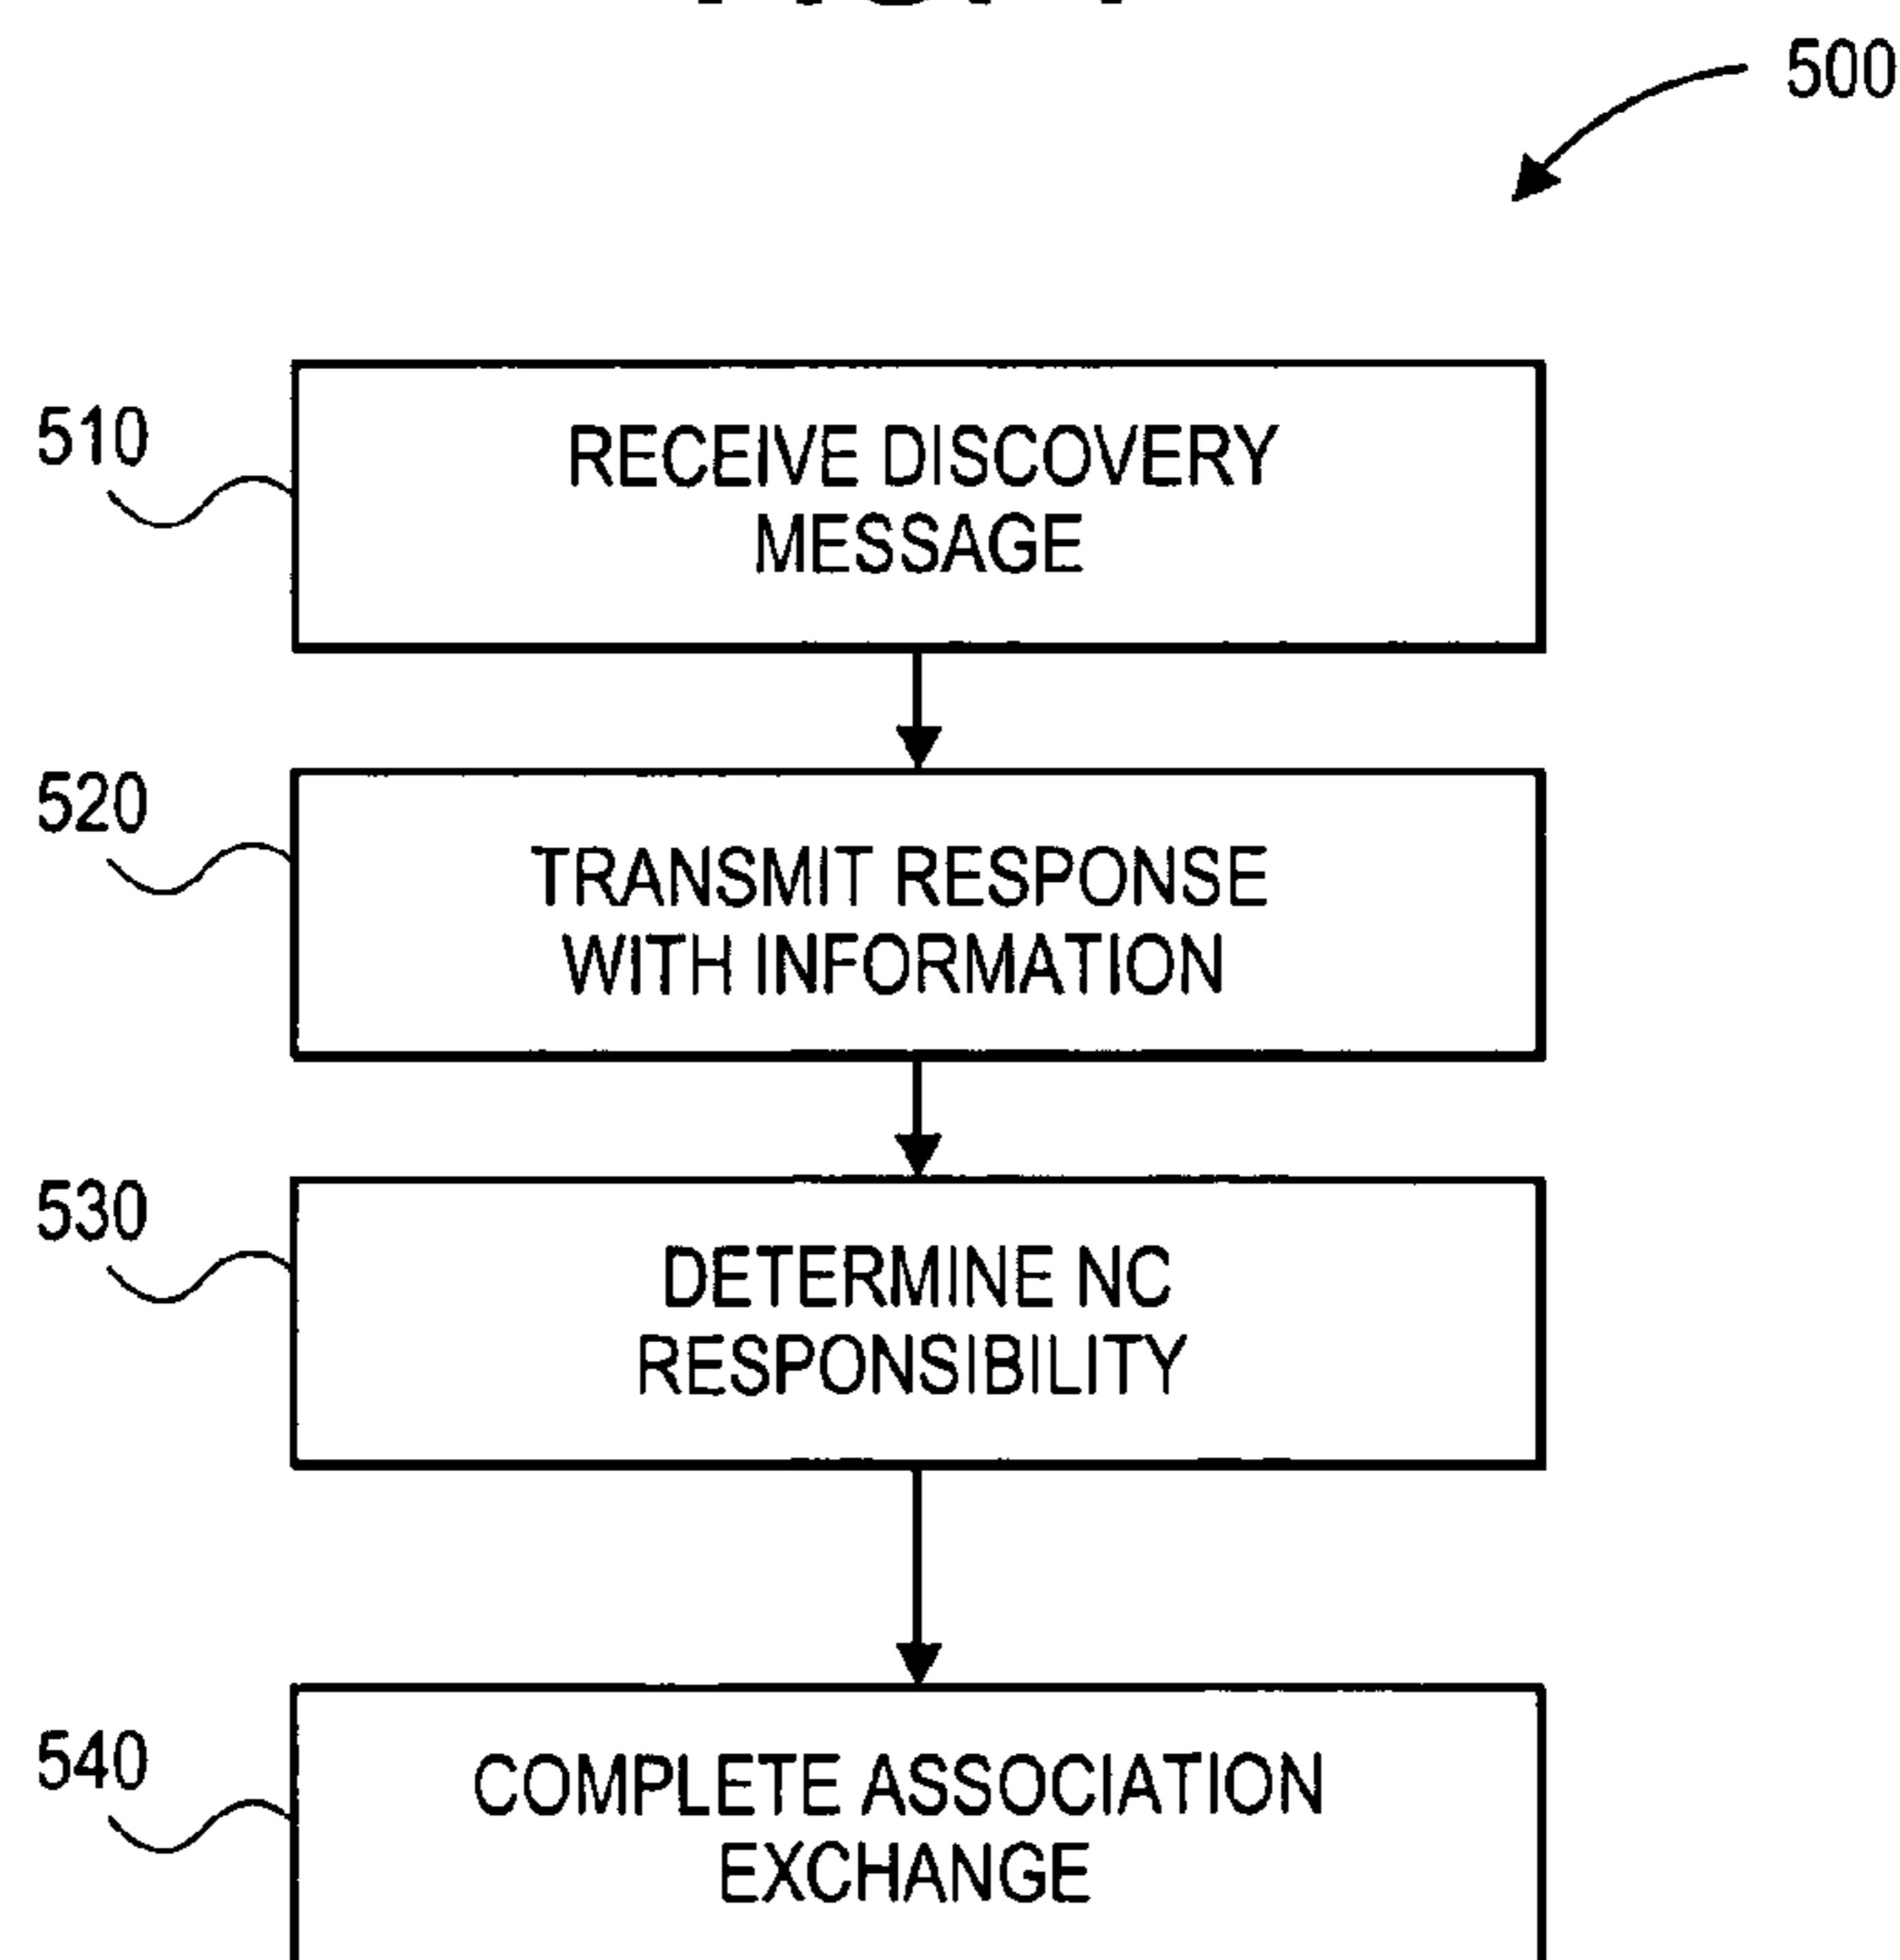 500
510
RECEIVE DISCOVERY
MESSAGE
520
TRANSMIT RESPONSE
WITH INFORMATION
530
DETERMINE NC
RESPONSIBILITY
540
COMPLETE ASSOCIATION
EXCHANGE